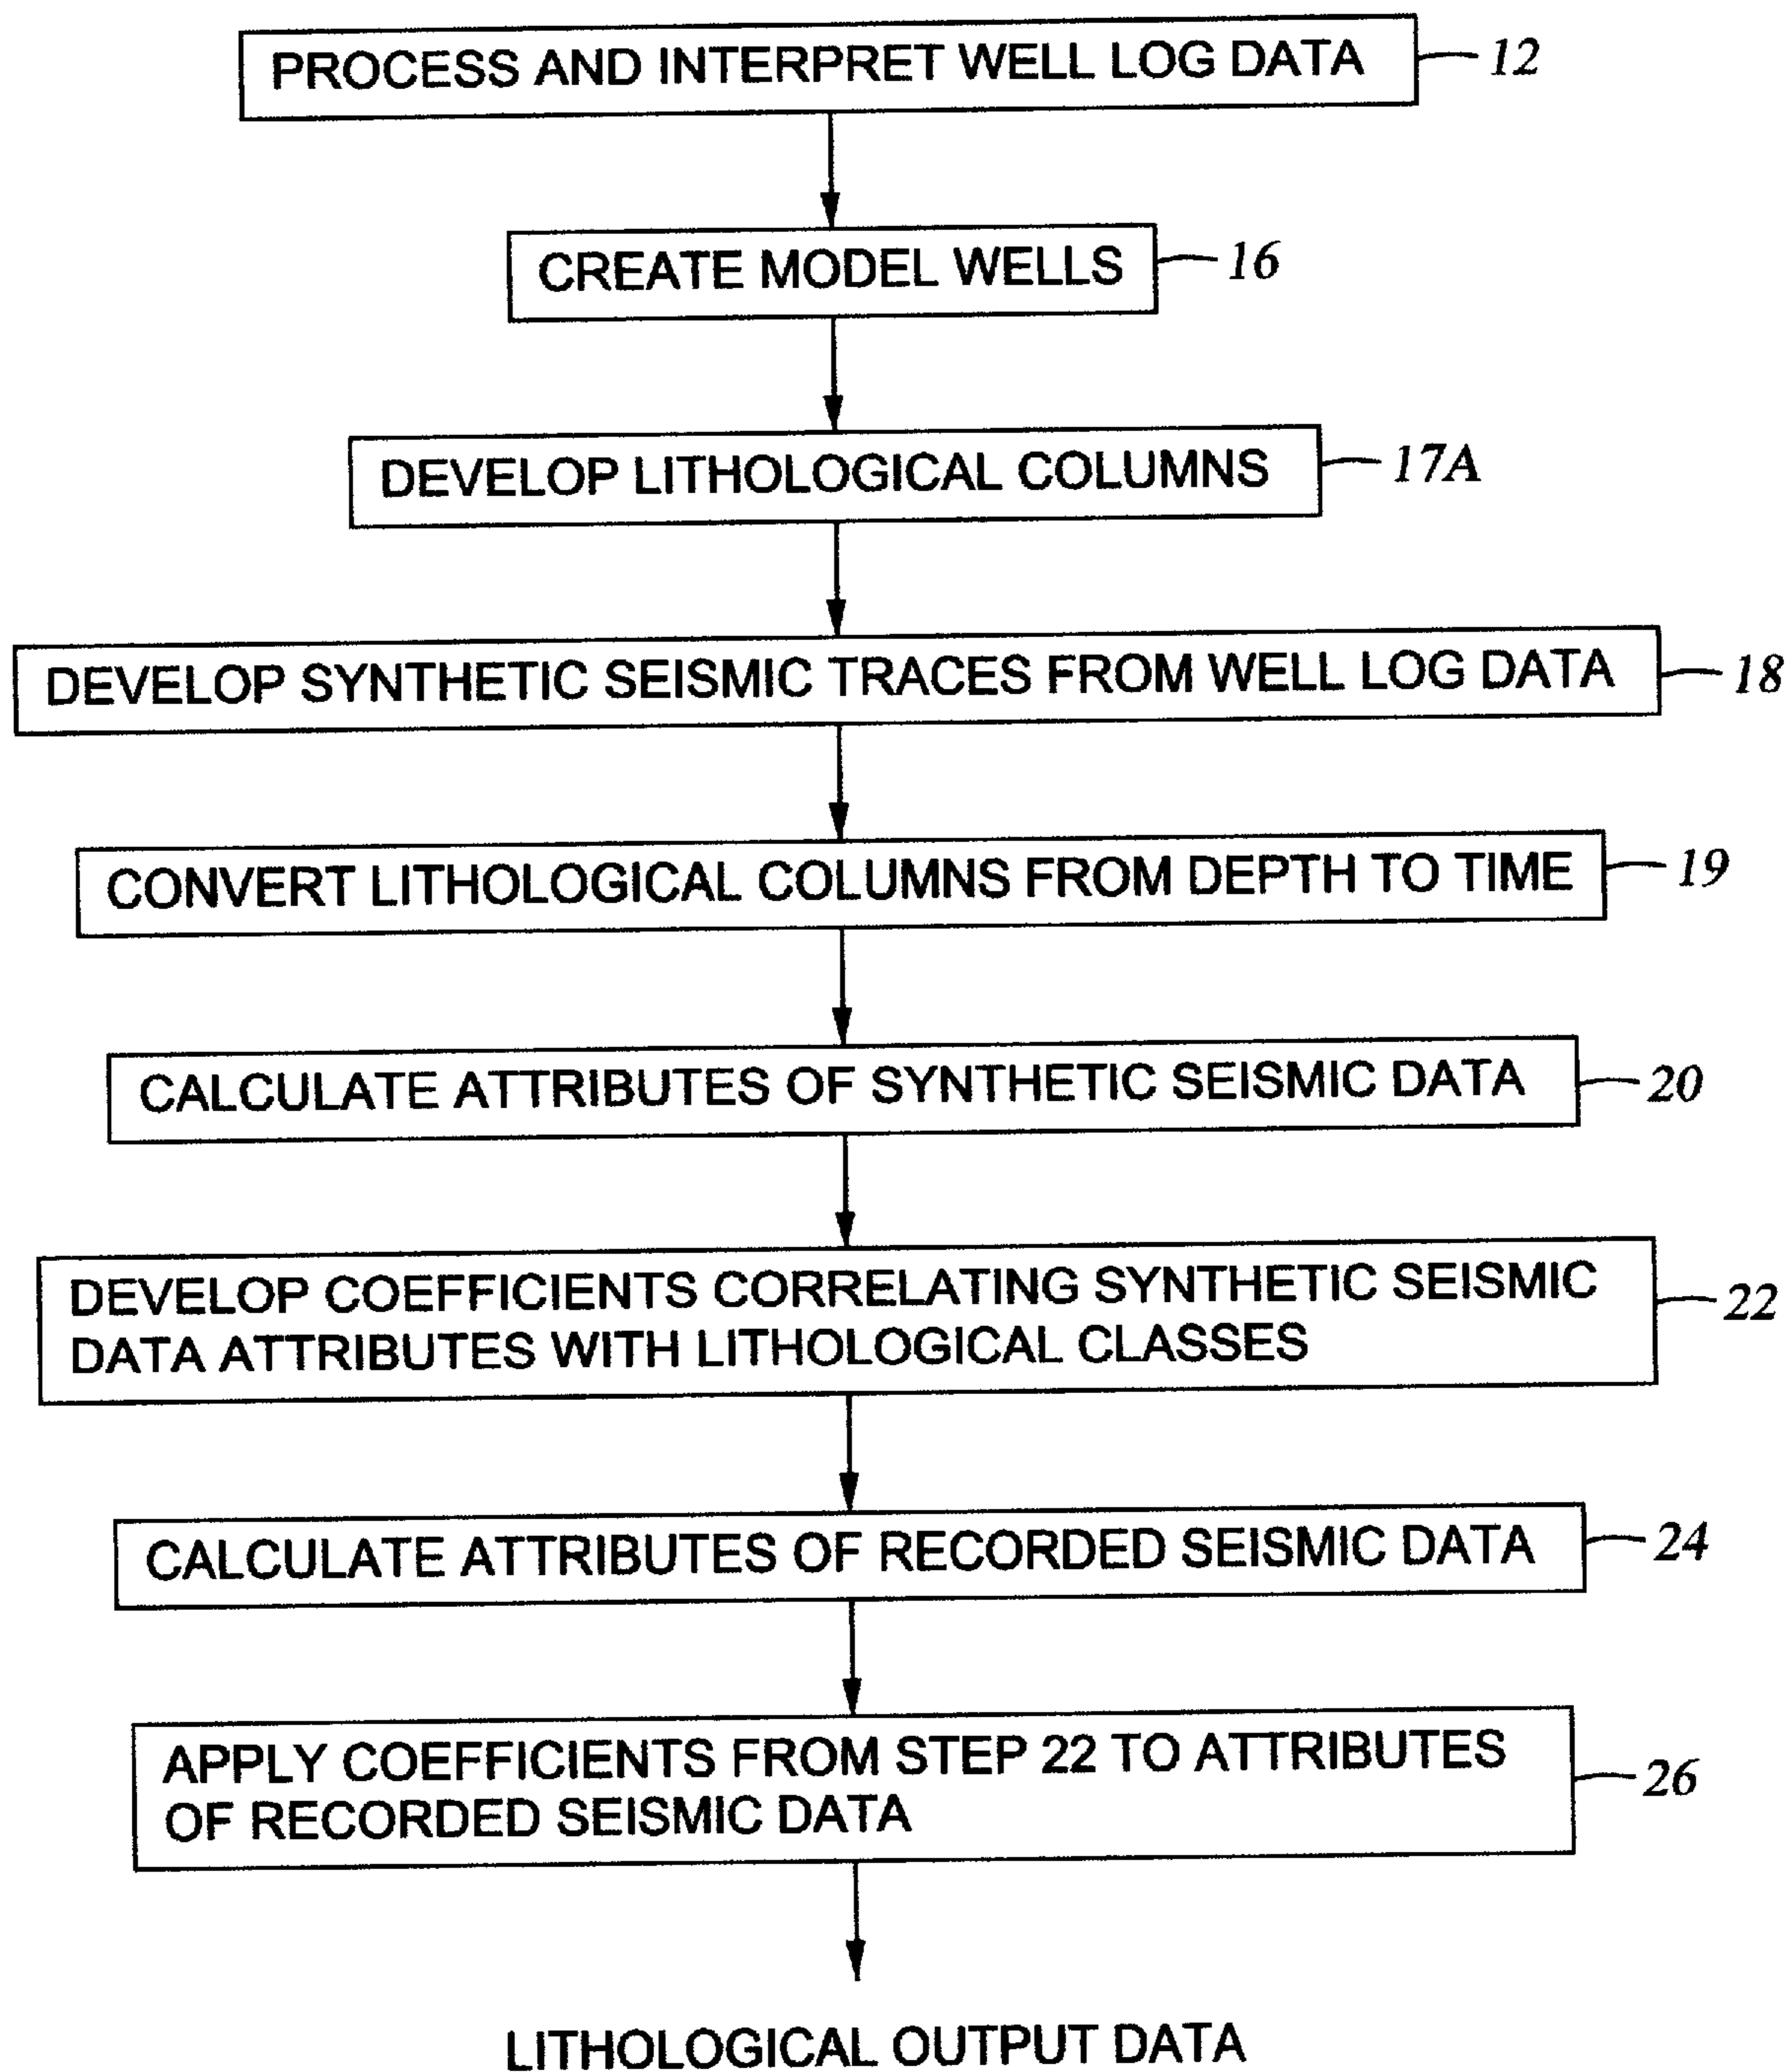 PROCESS AND INTERPRET WELL LOG DATA 12
CREATE MODEL WELLS 16
DEVELOP LITHOLOGICAL COLUMNS 17A
DEVELOP SYNTHETIC SEISMIC TRACES FROM WELL LOG DATA 18
CONVERT LITHOLOGICAL COLUMNS FROM DEPTH TO TIME 19
CALCULATE ATTRIBUTES OF SYNTHETIC SEISMIC DATA 20
DEVELOP COEFFICIENTS CORRELATING SYNTHETIC SEISMIC
DATA ATTRIBUTES WITH LITHOLOGICAL CLASSES 22
CALCULATE ATTRIBUTES OF RECORDED SEISMIC DATA 24
APPLY COEFFICIENTS FROM STEP 22 TO ATTRIBUTES
OF RECORDED SEISMIC DATA 26
LITHOLOGICAL OUTPUT DATA